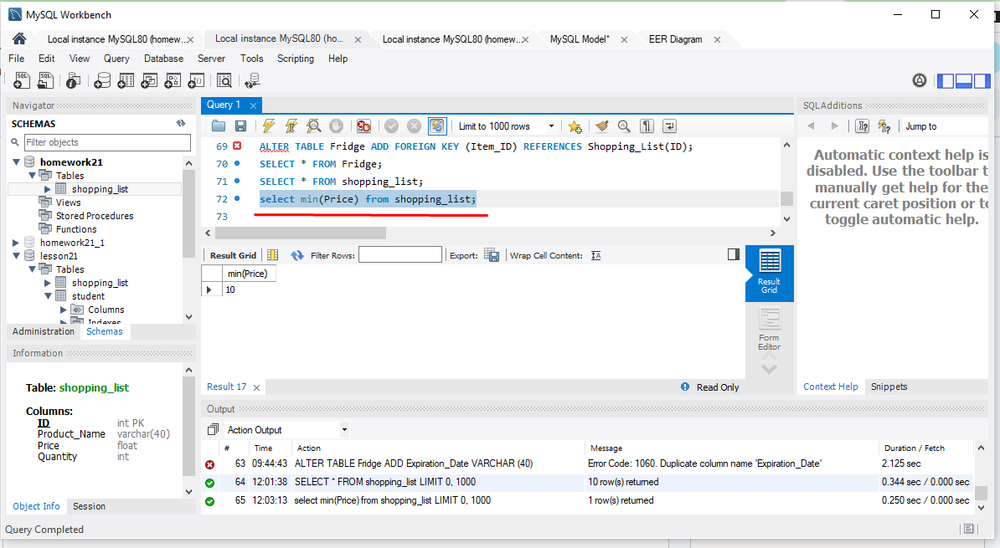 MySQL Workbench
Local instance MySQL80 (homew... Local instance MySQL80 (ho... Local instance MySQL80 (homew... MySQL Model* EER Diagram
File Edit View Query Database Server Tools Scripting Help
Navigator
SCHEMAS
Filter objects
homework21
Tables
shopping_list
Views
Stored Procedures
Functions
homework21_1
lesson21
Tables
shopping_list
student
Columns
Indexes
Administration Schemas
Information
Table: shopping_list
Columns:
ID int PK
Product_Name varchar(40)
Price float
Quantity int
Object Info Session
Query 1
Limit to 1000 rows
69 ALTER TABLE Fridge ADD FOREIGN KEY (Item_ID) REFERENCES Shopping_List(ID);
70 SELECT * FROM Fridge;
71 SELECT * FROM shopping_list;
72 select min(Price) from shopping_list;
73
Result Grid Filter Rows: Export: Wrap Cell Content:
min(Price)
10
Result Grid
Form Editor
Result 17
Read Only
SQLAdditions
Jump to
Automatic context help is
disabled. Use the toolbar t
manually get help for the
current caret position or to
toggle automatic help.
Context Help Snippets
Output
Action Output
# Time Action Message Duration / Fetch
63 09:44:43 ALTER TABLE Fridge ADD Expiration_Date VARCHAR (40) Error Code: 1060. Duplicate column name 'Expiration_Date' 2.125 sec
64 12:01:38 SELECT * FROM shopping_list LIMIT 0, 1000 10 row(s) returned 0.344 sec / 0.000 sec
65 12:03:13 select min(Price) from shopping_list LIMIT 0, 1000 1 row(s) returned 0.250 sec / 0.000 sec
Query Completed